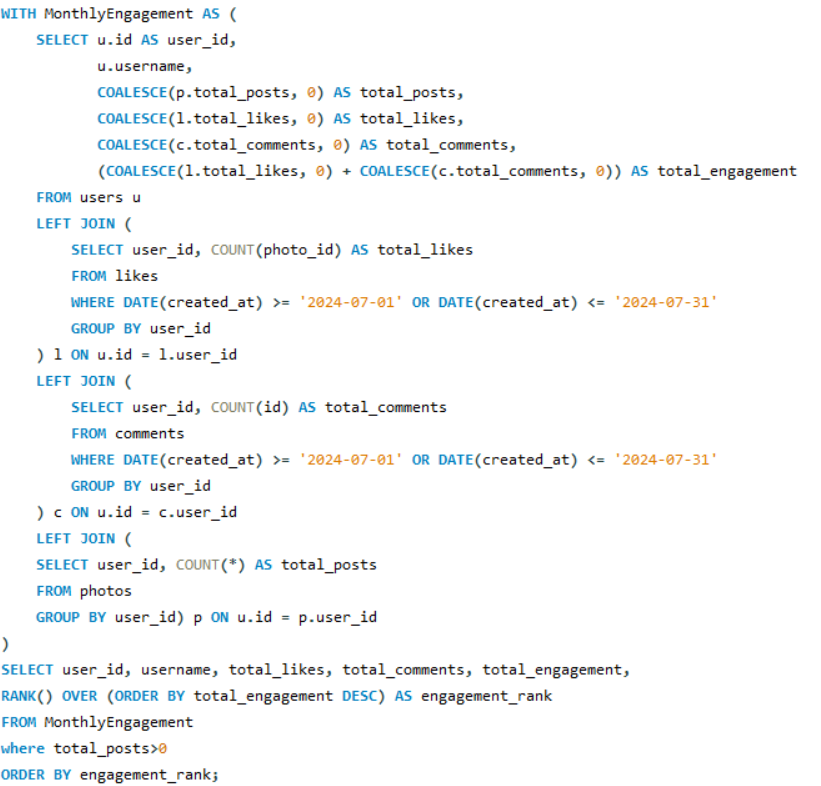 WITH MonthlyEngagement AS (
    SELECT u.id AS user_id,
           u.username,
           COALESCE(p.total_posts, 0) AS total_posts,
           COALESCE(l.total_likes, 0) AS total_likes,
           COALESCE(c.total_comments, 0) AS total_comments,
           (COALESCE(l.total_likes, 0) + COALESCE(c.total_comments, 0)) AS total_engagement
    FROM users u
    LEFT JOIN (
        SELECT user_id, COUNT(photo_id) AS total_likes
        FROM likes
        WHERE DATE(created_at) >= '2024-07-01' OR DATE(created_at) <= '2024-07-31'
        GROUP BY user_id
    ) l ON u.id = l.user_id
    LEFT JOIN (
        SELECT user_id, COUNT(id) AS total_comments
        FROM comments
        WHERE DATE(created_at) >= '2024-07-01' OR DATE(created_at) <= '2024-07-31'
        GROUP BY user_id
    ) c ON u.id = c.user_id
    LEFT JOIN (
    SELECT user_id, COUNT(*) AS total_posts
    FROM photos
    GROUP BY user_id) p ON u.id = p.user_id
)
SELECT user_id, username, total_likes, total_comments, total_engagement,
RANK() OVER (ORDER BY total_engagement DESC) AS engagement_rank
FROM MonthlyEngagement
where total_posts>0
ORDER BY engagement_rank;